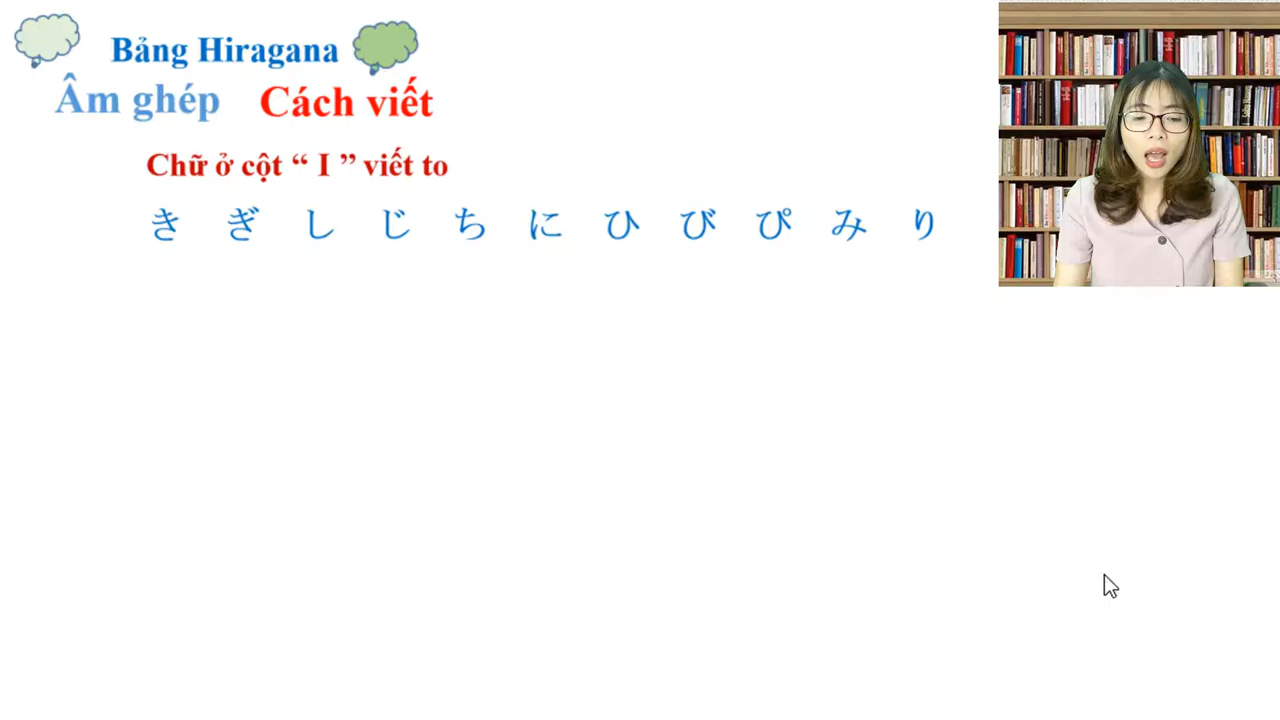 Bảng Hiragana
Âm ghép Cách viết
Chữ ở cột “ I ” viết to
き ぎ し じ ち に ひ び ぴ み り